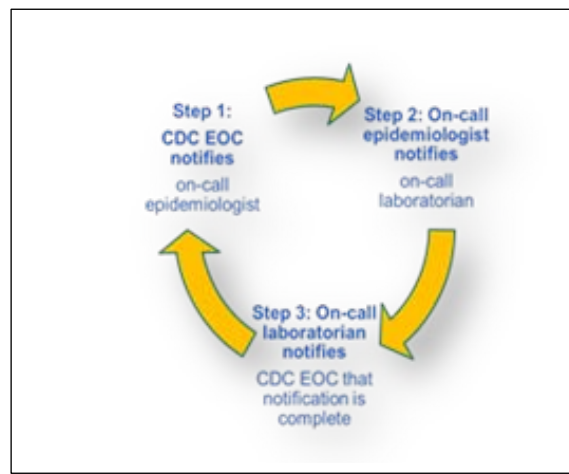 Step 1:
CDC EOC
notifies
on-call
epidemiologist
Step 2: On-call
epidemiologist
notifies
on-call
laboratorian
Step 3: On-call
laboratorian
notifies
CDC EOC that
notification is
complete